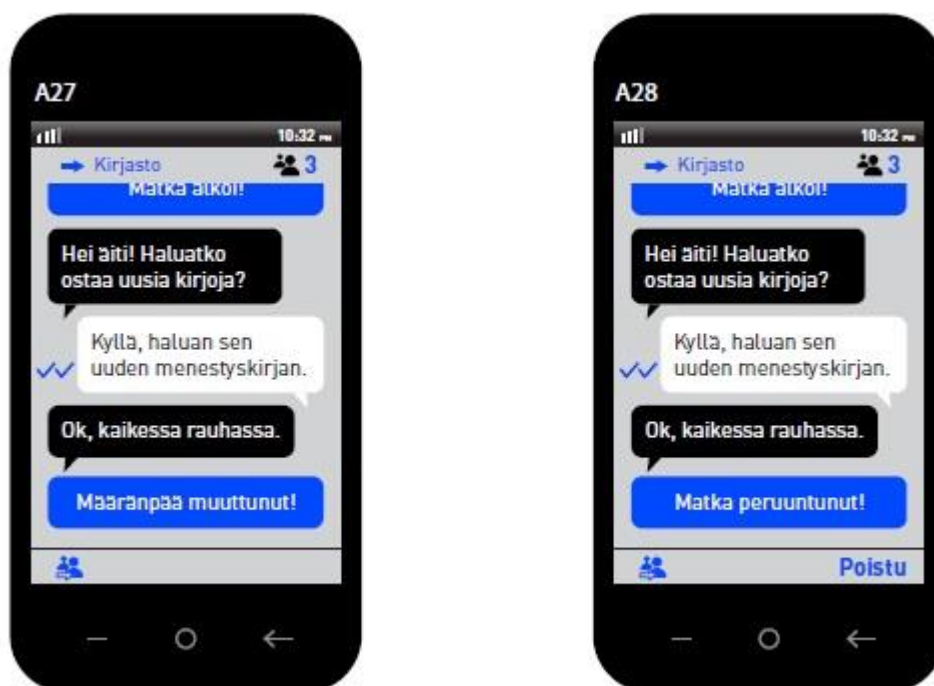 A27
10:32 PM
Kirjasto 3
Matka alkoi!
Hei äiti! Haluatko
ostaa uusia kirjoja?
Kyllä, haluan sen
uuden menestyskirjan.
Ok, kaikessa rauhassa.
Määränpää muuttunut!
A28
10:32 PM
Kirjasto 3
Matka alkoi!
Hei äiti! Haluatko
ostaa uusia kirjoja?
Kyllä, haluan sen
uuden menestyskirjan.
Ok, kaikessa rauhassa.
Matka peruuntunut!
Poistu